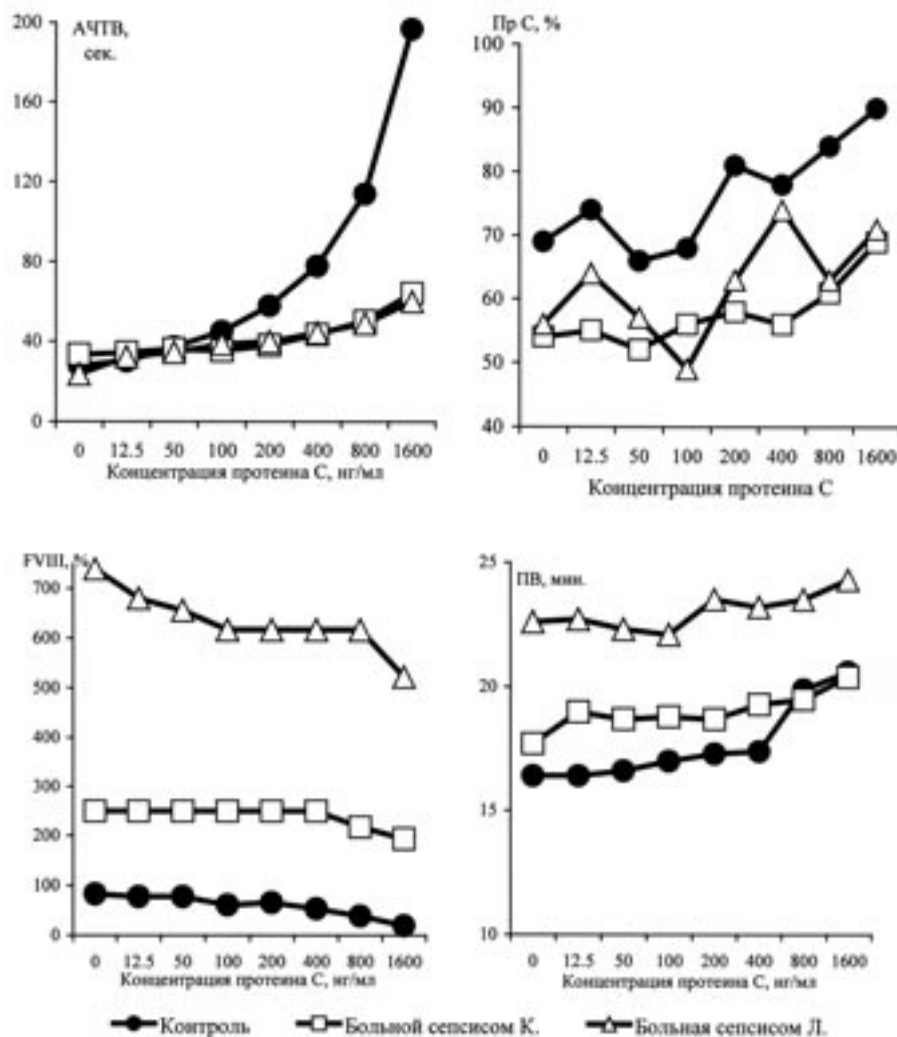 АЧТВ,
сек.
200
160
120
80
40
0
0 12.5 50 100 200 400 800 1600
Концентрация протеина С, нг/мл
Пр С, %
100
90
80
70
60
50
40
0 12.5 50 100 200 400 800 1600
Концентрация протеина С
FVIII, %
700
600
500
400
300
200
100
0
0 12.5 50 100 200 400 800 1600
Концентрация протеина С, нг/мл
ПВ, мин.
25
20
15
10
0 12.5 50 100 200 400 800 1600
Концентрация протеина С, нг/мл
Контроль Больной сепсисом К. Больная сепсисом Л.